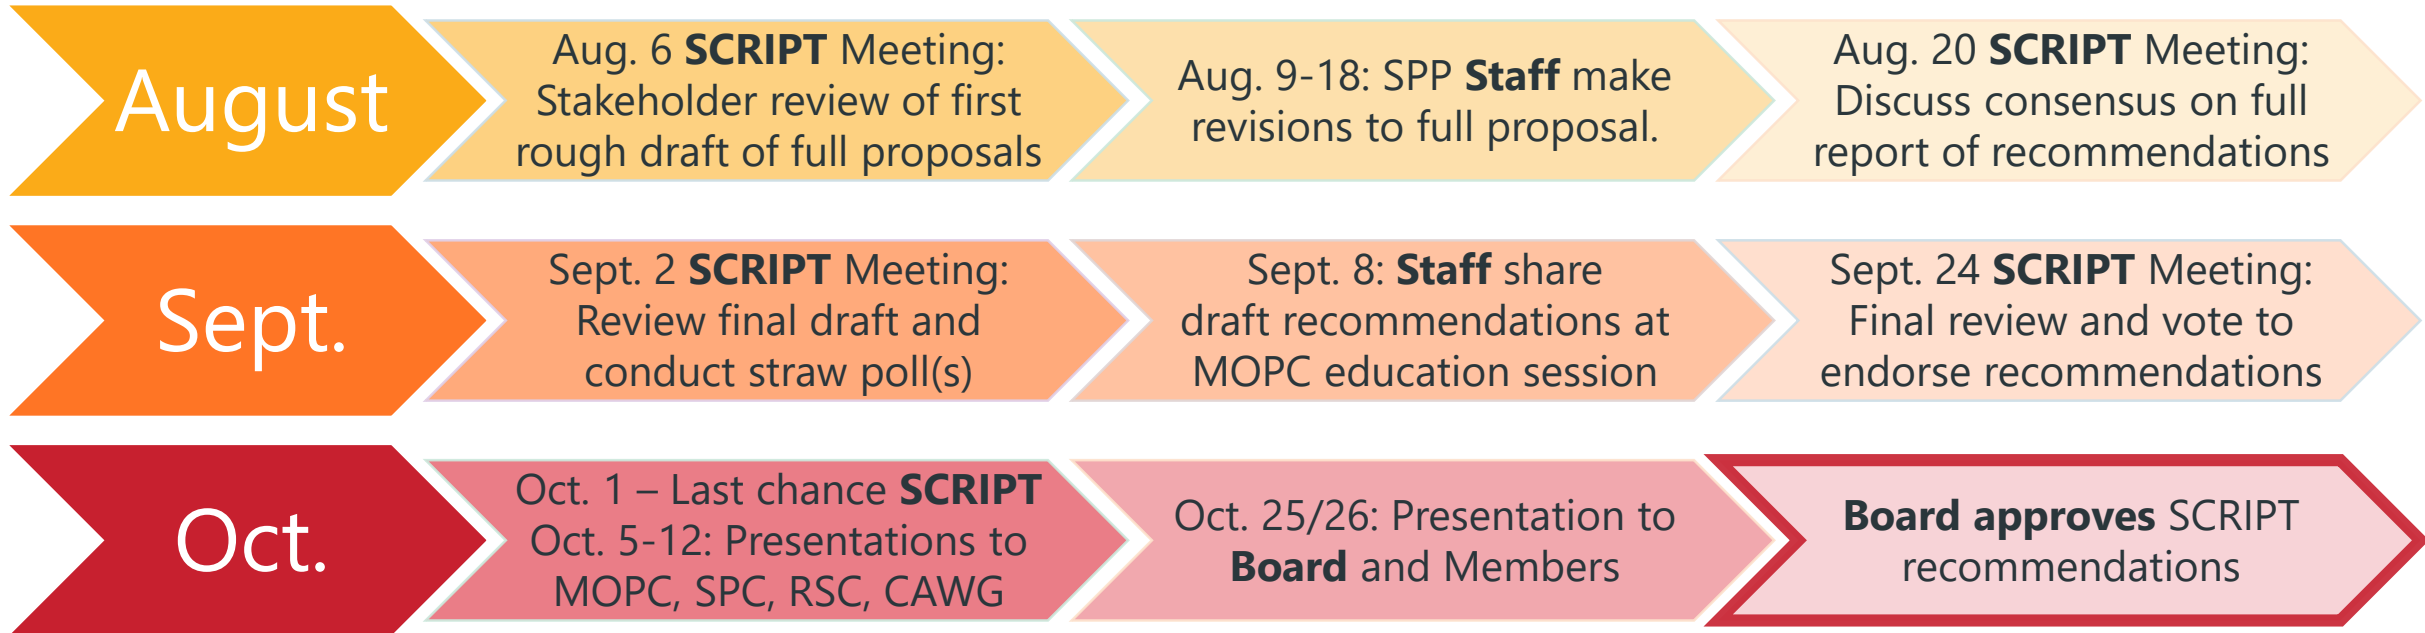 August
Aug. 6 SCRIPT Meeting:
Stakeholder review of first
rough draft of full proposals
Aug. 9-18: SPP Staff make
revisions to full proposal.
Aug. 20 SCRIPT Meeting:
Discuss consensus on full
report of recommendations
Sept.
Sept. 2 SCRIPT Meeting:
Review final draft and
conduct straw poll(s)
Sept. 8: Staff share
draft recommendations at
MOPC education session
Sept. 24 SCRIPT Meeting:
Final review and vote to
endorse recommendations
Oct.
Oct. 1 – Last chance SCRIPT
Oct. 5-12: Presentations to
MOPC, SPC, RSC, CAWG
Oct. 25/26: Presentation to
Board and Members
Board approves SCRIPT
recommendations